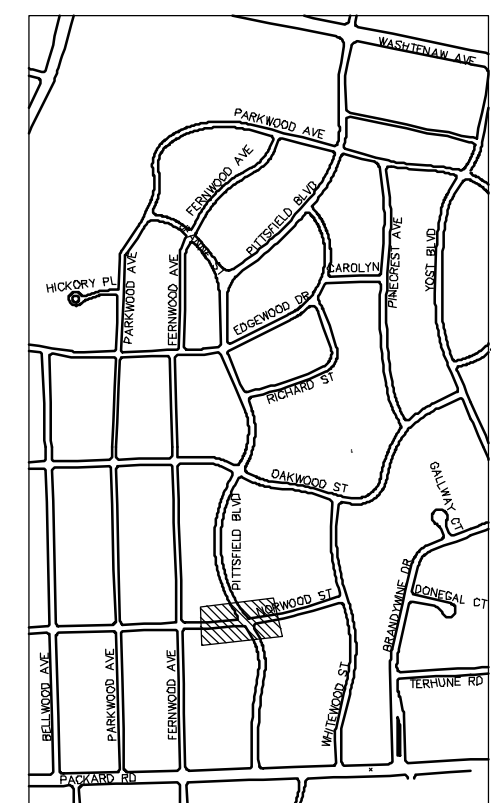 WASHTENAW AVE
PARKWOOD AVE
FERNWOOD AVE
PITTSFIELD BLVD
CAROLYN
PINECREST AVE
YOST BLVD
HICKORY PL
PARKWOOD AVE
FERNWOOD AVE
EDGEWOOD DR
RICHARD ST
OAKWOOD ST
GALLWAY CT
PITTSFIELD BLVD
NORWOOD ST
BRANDYWINE DR
DONEGAL CT
BELLWOOD AVE
PARKWOOD AVE
FERNWOOD AVE
WHITEWOOD ST
TERHUNE RD
PACKARD RD